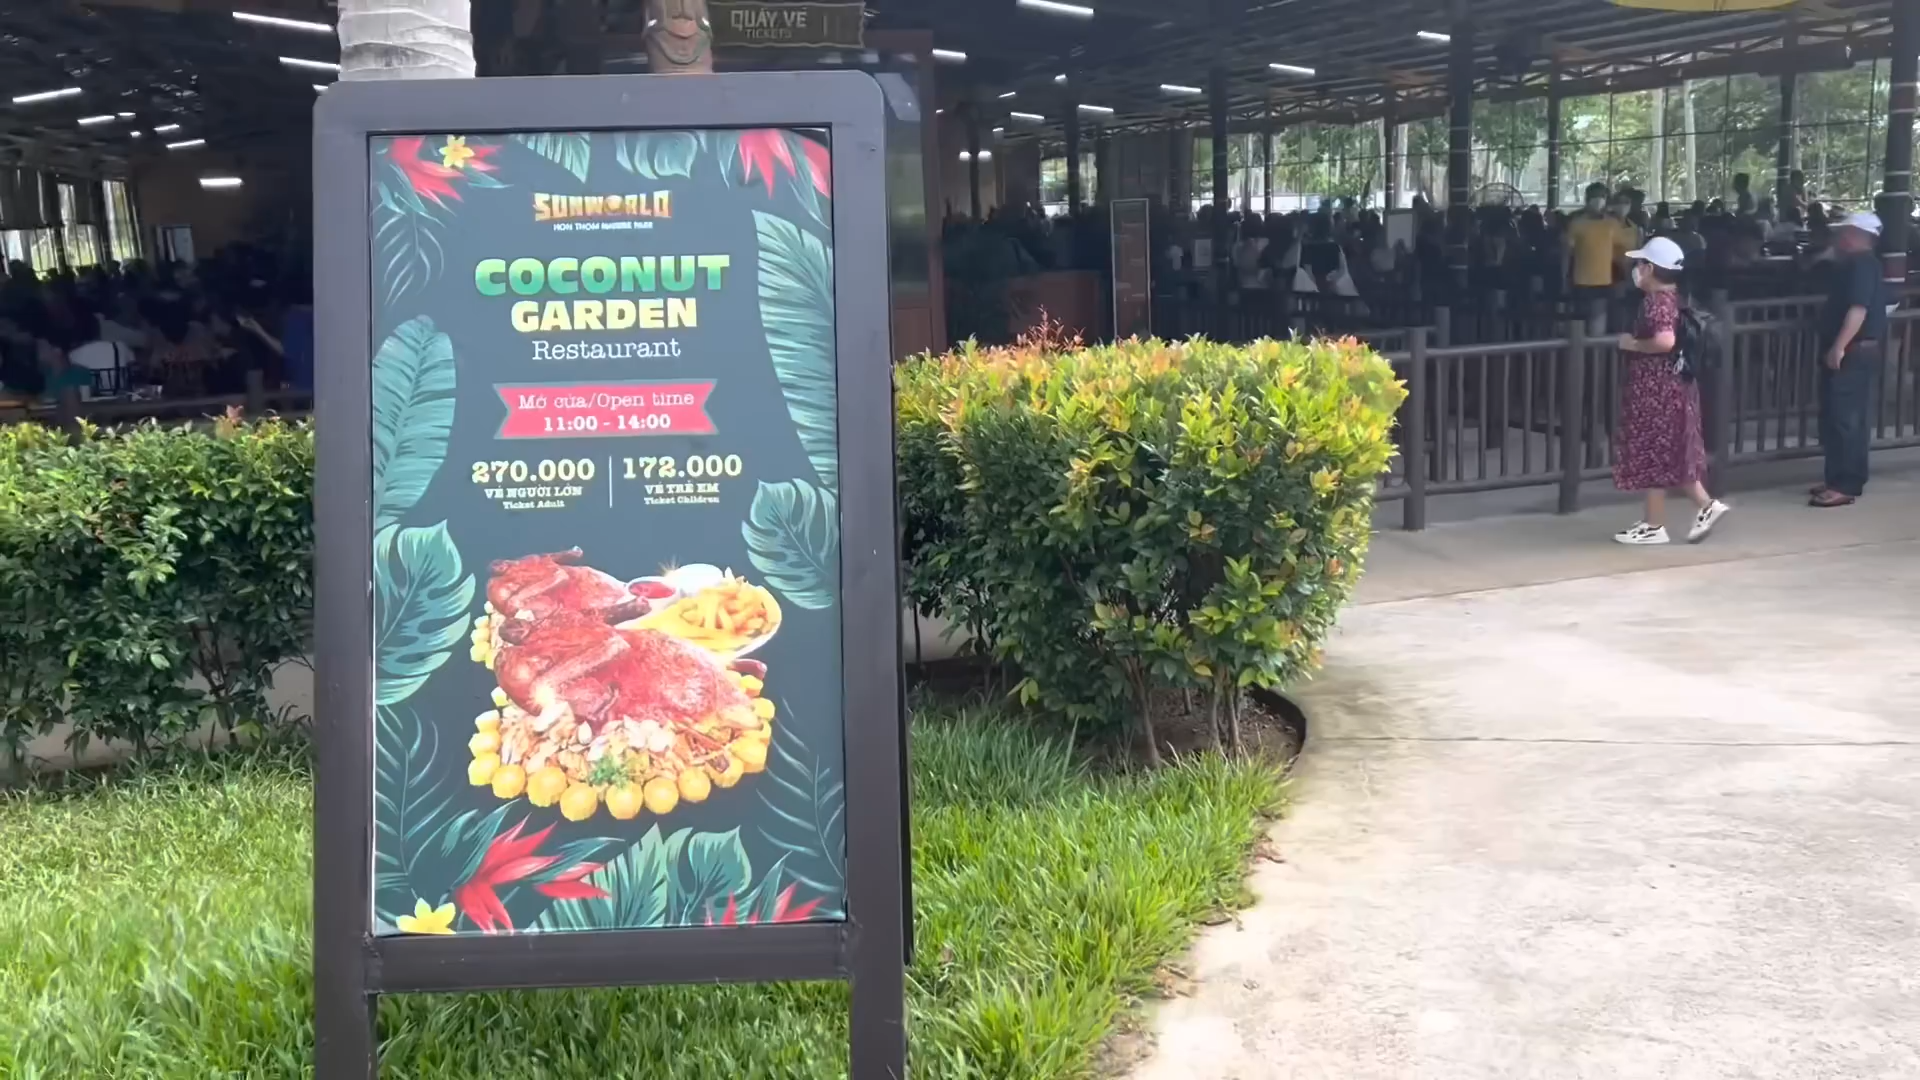 QUẦY VÉ
TICKETS
SUNWORLD
HON THOM NATURE PARK
COCONUT
GARDEN
Restaurant
Mở cửa/Open time
11:00 - 14:00
270.000
VÉ NGƯỜI LỚN
Ticket Adult
172.000
VÉ TRẺ EM
Ticket Children